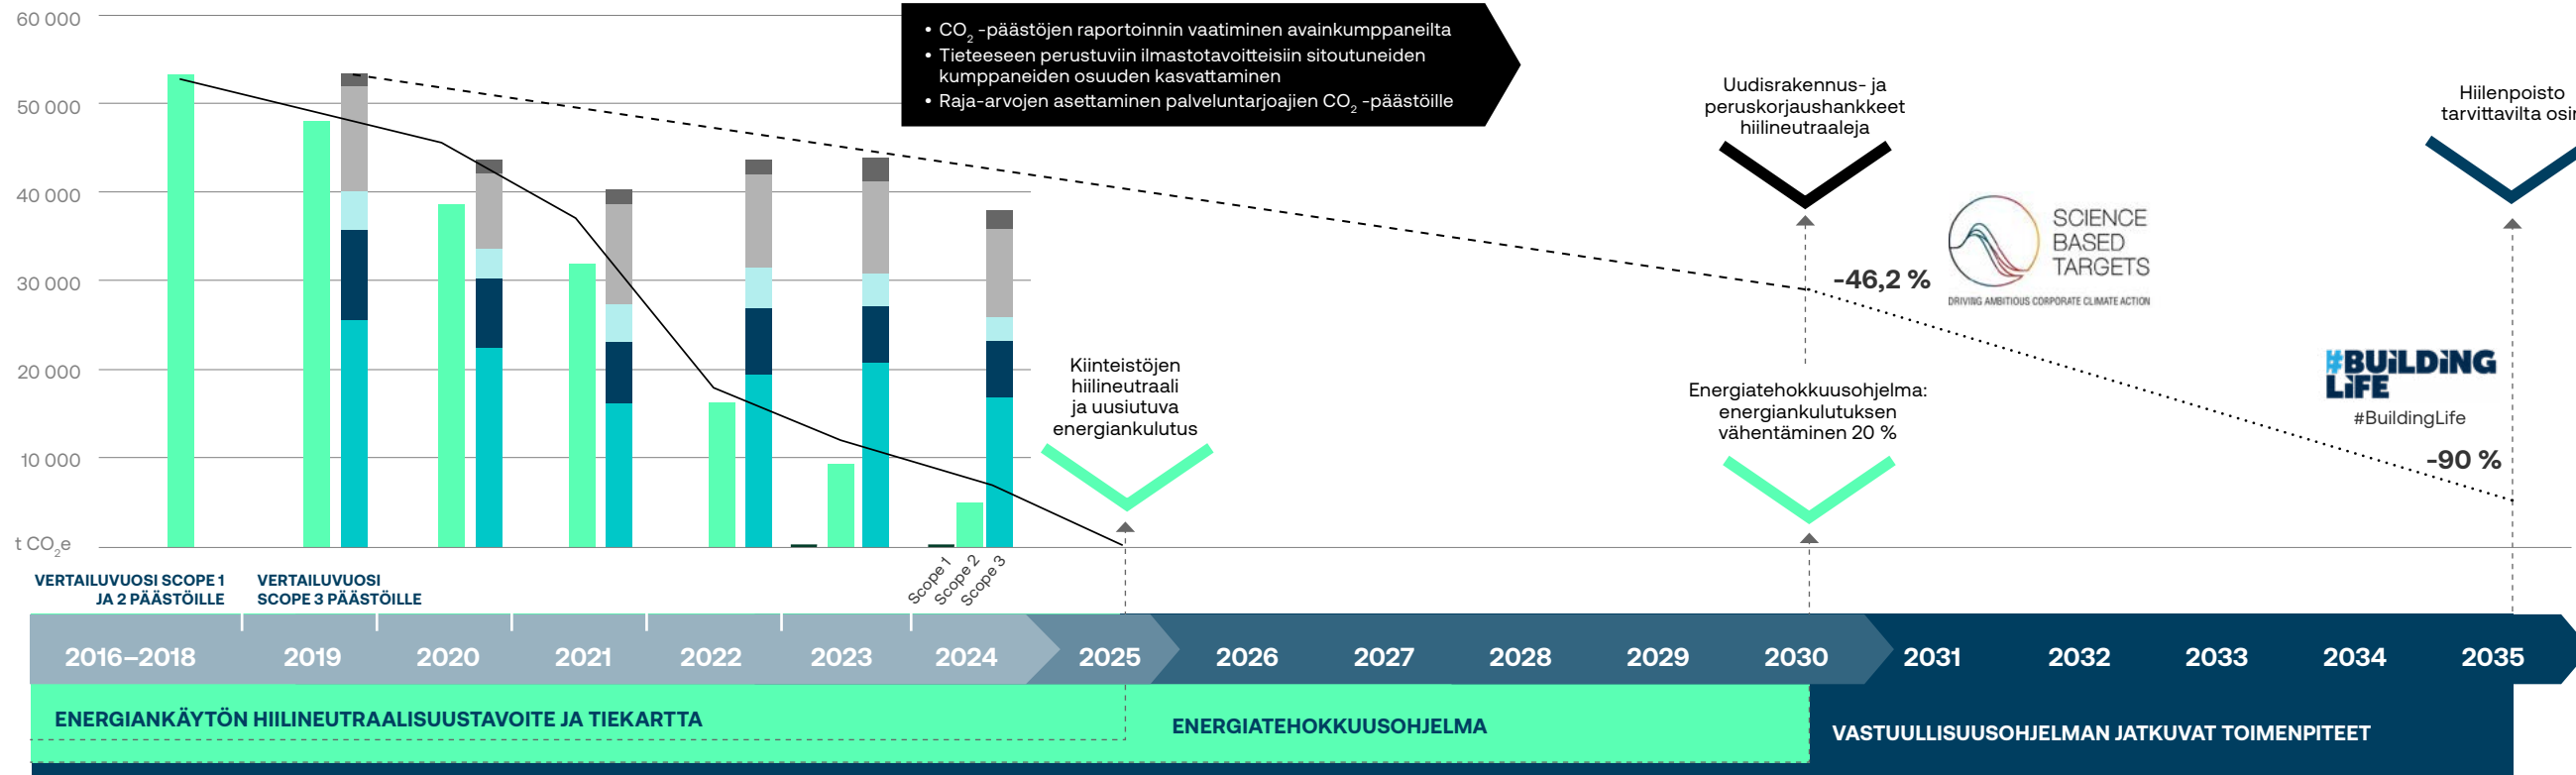 60 000
50 000
40 000
30 000
20 000
10 000
t CO₂e
• CO₂ -päästöjen raportoinnin vaatiminen avainkumppaneilta
• Tieteeseen perustuviin ilmastotavoitteisiin sitoutuneiden
kumppaneiden osuuden kasvattaminen
• Raja-arvojen asettaminen palveluntarjoajien CO₂ -päästöille
Uudisrakennus- ja
peruskorjaushankkeet
hiilineutraaleja
Hiilenpoisto
tarvittavilta osin
-46,2 %
SCIENCE
BASED
TARGETS
DRIVING AMBITIOUS CORPORATE CLIMATE ACTION
Kiinteistöjen
hiilineutraali
ja uusiutuva
energiankulutus
Energiatehokkuusohjelma:
energiankulutuksen
vähentäminen 20 %
#BUiLDiNG
LiFE
#BuildingLife
-90 %
Scope 1
Scope 2
Scope 3
VERTAILUVUOSI SCOPE 1
JA 2 PÄÄSTÖILLE
VERTAILUVUOSI
SCOPE 3 PÄÄSTÖILLE
2016–2018 2019 2020 2021 2022 2023 2024 2025 2026 2027 2028 2029 2030 2031 2032 2033 2034 2035
ENERGIANKÄYTÖN HIILINEUTRAALISUUSTAVOITE JA TIEKARTTA
ENERGIATEHOKKUUSOHJELMA
VASTUULLISUUSOHJELMAN JATKUVAT TOIMENPITEET